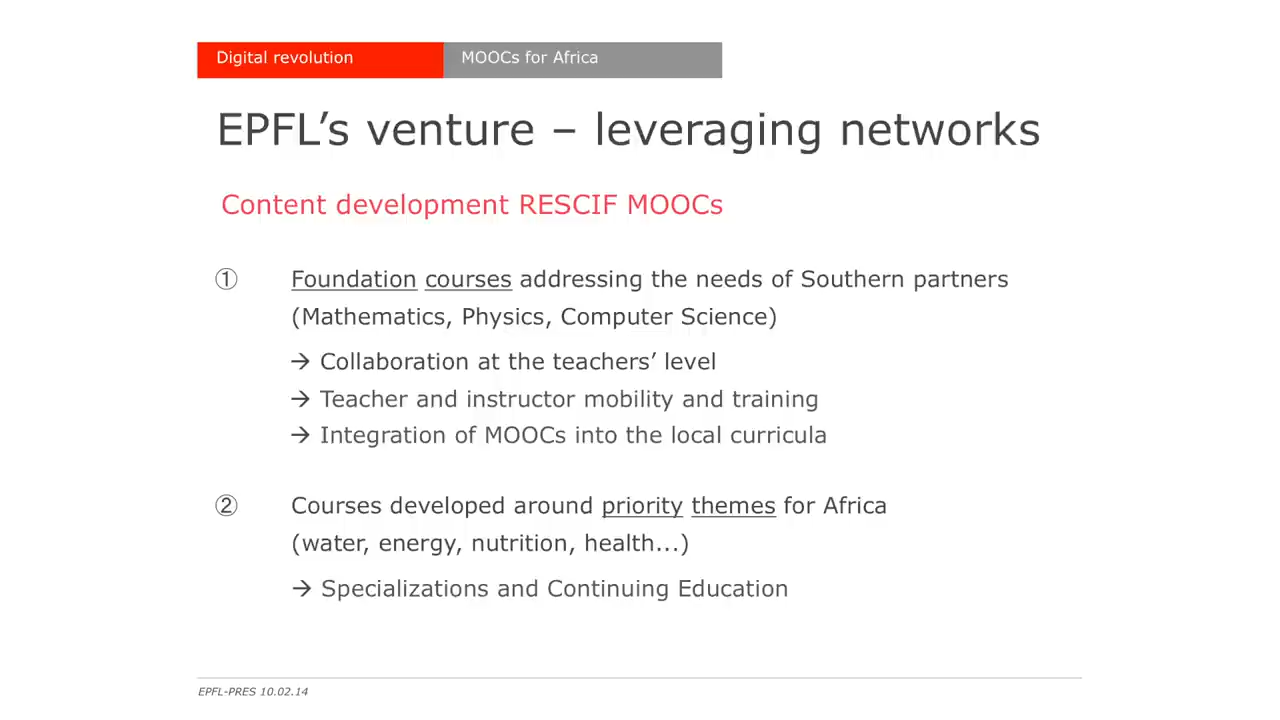 Digital revolution
MOOCs for Africa
EPFL’s venture – leveraging networks
Content development RESCIF MOOCs
① Foundation courses addressing the needs of Southern partners
(Mathematics, Physics, Computer Science)
→ Collaboration at the teachers’ level
→ Teacher and instructor mobility and training
→ Integration of MOOCs into the local curricula
② Courses developed around priority themes for Africa
(water, energy, nutrition, health...)
→ Specializations and Continuing Education
EPFL-PRES 10.02.14